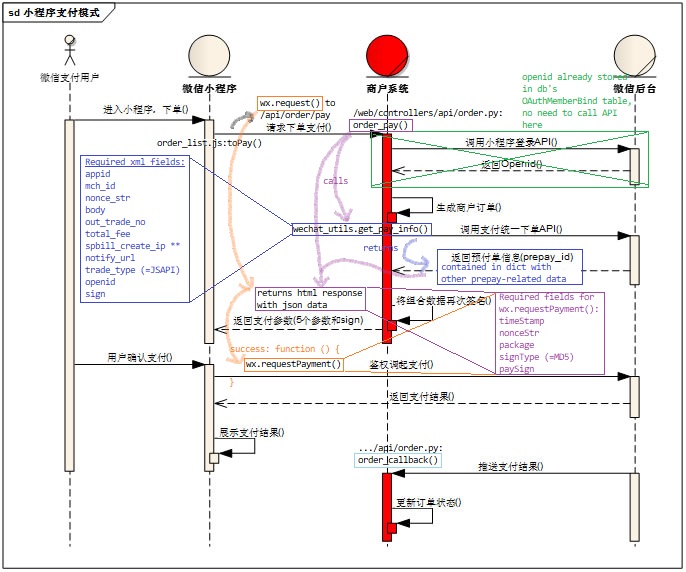 sd 小程序支付模式
微信支付用户
微信小程序
商户系统
微信后台
openid already stored
in db's
OAuthMemberBind table,
no need to call API
here
进入小程序，下单()
wx.request() to
/api/order/pay
请求下单支付()
order_list.js:toPay()
/web/controllers/api/order.py:
order_pay()
调用小程序登录API()
返回Openid()
Required xml fields:
appid
mch_id
nonce_str
body
out_trade_no
total_fee
spbill_create_ip **
notify_url
trade_type (=JSAPI)
openid
sign
calls
生成商户订单()
wechat_utils.get_pay_info()
调用支付统一下单API()
returns
返回预付单信息(prepay_id)
contained in dict with
other prepay-related data
returns html response
with json data
将组合数据再次签名()
Required fields for
wx.requestPayment():
timeStamp
nonceStr
package
signType (=MD5)
paySign
返回支付参数(5个参数和sign)
success: function () {
wx.requestPayment()
}
用户确认支付()
鉴权调起支付()
返回支付结果()
展示支付结果()
.../api/order.py:
order_callback()
推送支付结果()
更新订单状态()